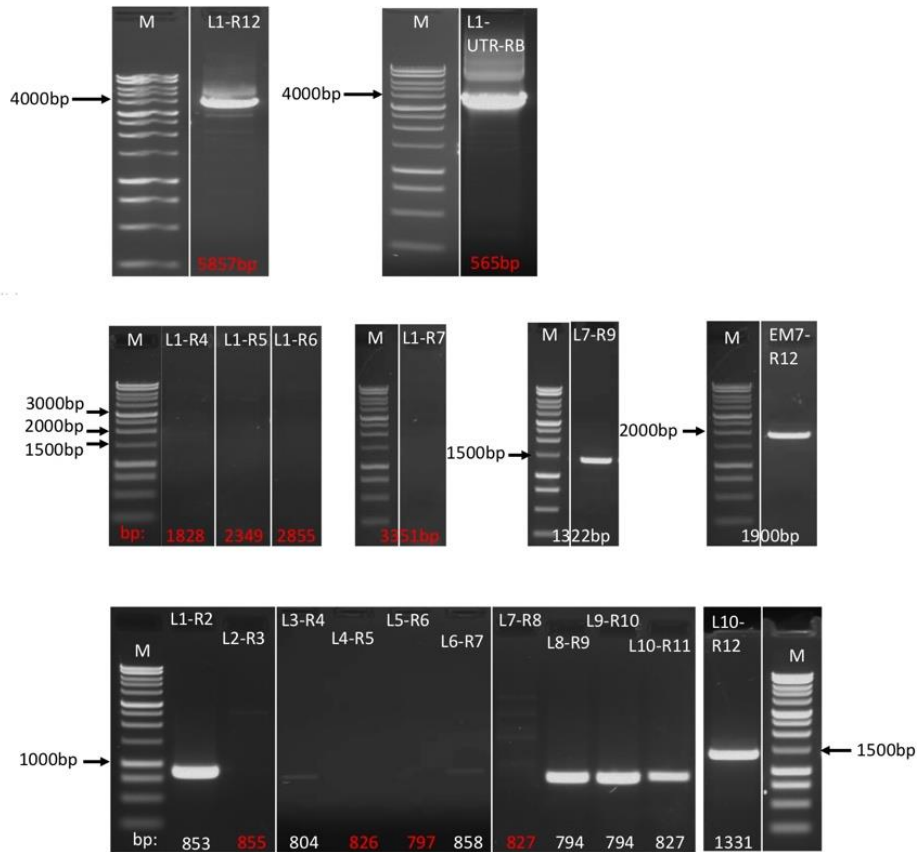 M
L1-R12
4000bp
5857bp
M
L1-
UTR-RB
4000bp
565bp
M
L1-R4
L1-R5
L1-R6
3000bp
2000bp
1500bp
bp:
1828
2349
2855
M
L1-R7
3351bp
M
L7-R9
1500bp
1322bp
M
EM7-
R12
2000bp
1900bp
M
L1-R2
L2-R3
L3-R4
L4-R5
L5-R6
L6-R7
L7-R8
L8-R9
L9-R10
L10-R11
1000bp
bp:
853
855
804
826
797
858
827
794
794
827
L10-
R12
M
1500bp
1331